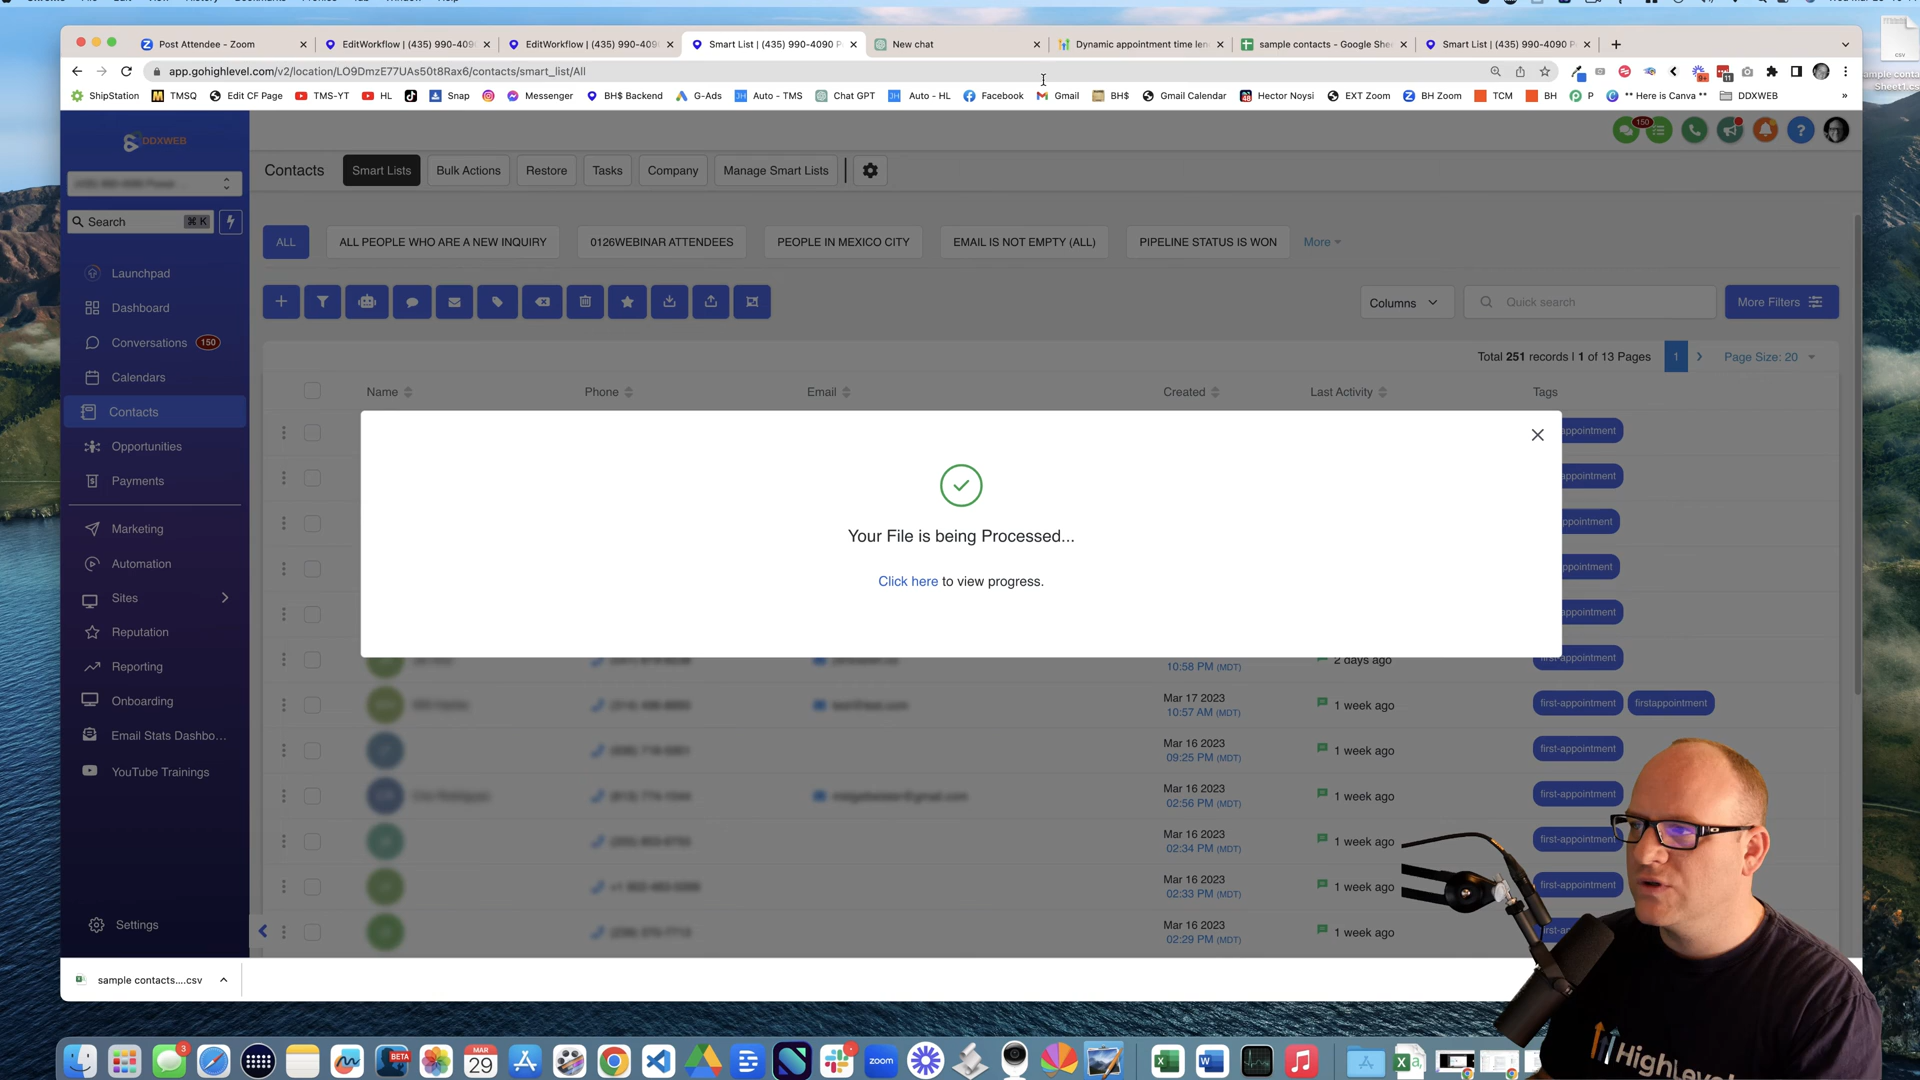 Post Attendee - Zoom
EditWorkflow | (435) 990-409
EditWorkflow | (435) 990-409
Smart List | (435) 990-4090 P
New chat
Dynamic appointment time len
sample contacts - Google She
Smart List | (435) 990-4090 P
app.gohighlevel.com/v2/location/LO9DmzE77UAs50t8Rax6/contacts/smart_list/All
ShipStation
TMSQ
Edit CF Page
TMS-YT
HL
Snap
Messenger
BH$ Backend
G-Ads
Auto - TMS
Chat GPT
Auto - HL
Facebook
Gmail
BH$
Gmail Calendar
Hector Noysi
EXT Zoom
BH Zoom
TCM
BH
P
** Here is Canva **
DDXWEB
DDXWEB
Search
⌘ K
Launchpad
Dashboard
Conversations 150
Calendars
Contacts
Opportunities
Payments
Marketing
Automation
Sites
Reputation
Reporting
Onboarding
Email Stats Dashbo...
YouTube Trainings
Settings
150
Contacts
Smart Lists
Bulk Actions
Restore
Tasks
Company
Manage Smart Lists
ALL
ALL PEOPLE WHO ARE A NEW INQUIRY
0126WEBINAR ATTENDEES
PEOPLE IN MEXICO CITY
EMAIL IS NOT EMPTY (ALL)
PIPELINE STATUS IS WON
More
Columns
Quick search
More Filters
Total 251 records | 1 of 13 Pages
1
Page Size: 20
Name
Phone
Email
Created
Last Activity
Tags
Your File is being Processed...
Click here to view progress.
appointment
appointment
appointment
appointment
appointment
10:58 PM (MDT)
2 days ago
first-appointment
Mar 17 2023
10:57 AM (MDT)
1 week ago
first-appointment
firstappointment
Mar 16 2023
09:25 PM (MDT)
1 week ago
first-appointment
Mar 16 2023
02:56 PM (MDT)
1 week ago
first-appointment
Mar 16 2023
02:34 PM (MDT)
1 week ago
first-appointment
Mar 16 2023
02:33 PM (MDT)
1 week ago
first-appointment
Mar 16 2023
02:29 PM (MDT)
1 week ago
sample contacts....csv
HighLevel
3
BETA
MAR
29
zoom